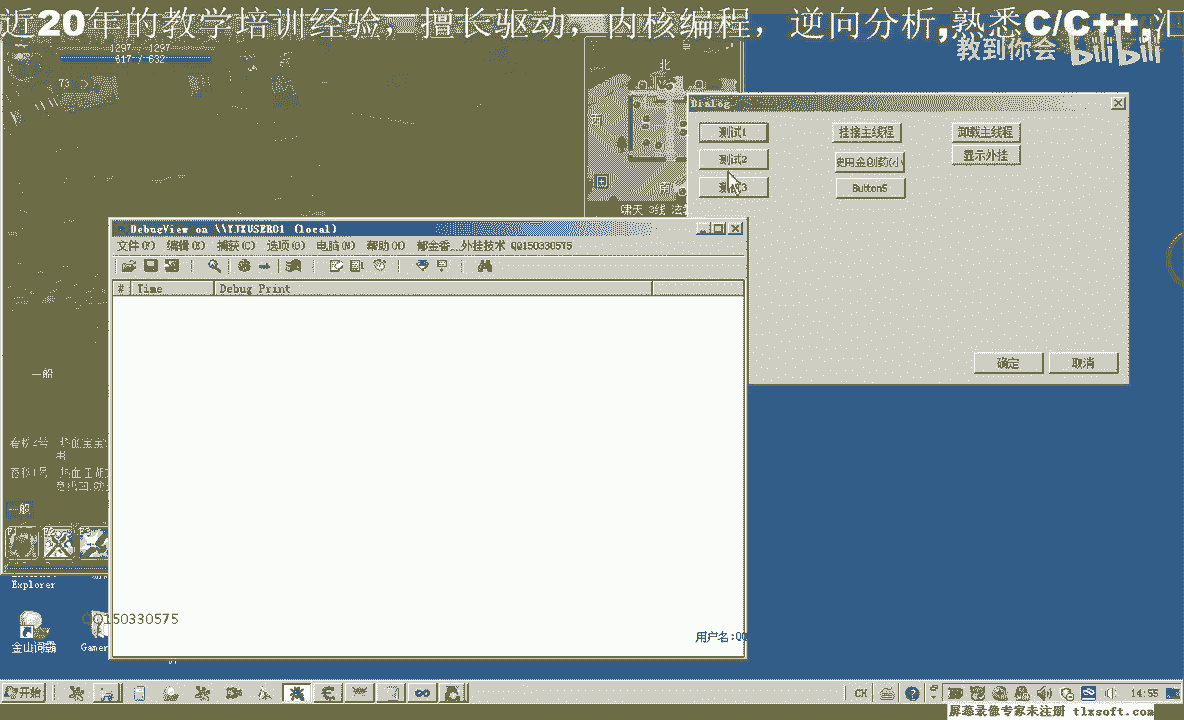 近20年的教学培训经验，擅长驱动，内核编程，逆向分析,熟悉C/C++,汇
教到你会 bilibili
1297 / 1297
617 / 632
73
北
南
Dialog
测试1
挂接主线程
卸载主线程
测试2
使用金创药(小
显示外挂
Button5
啸天 3线
DebugView on \\YJXUSER01 (local)
文件(F) 编辑(E) 捕获(C) 选项(O) 电脑(M) 帮助(H) 郁金香...外挂技术 QQ150330575
# Time Debug Print
一般
确定 取消
一般
Explorer
QQ150330575
用户名:QQ
金山词霸 Gamer
开始
CH
14:55
屏幕录像专家未注册 tlxsoft.com